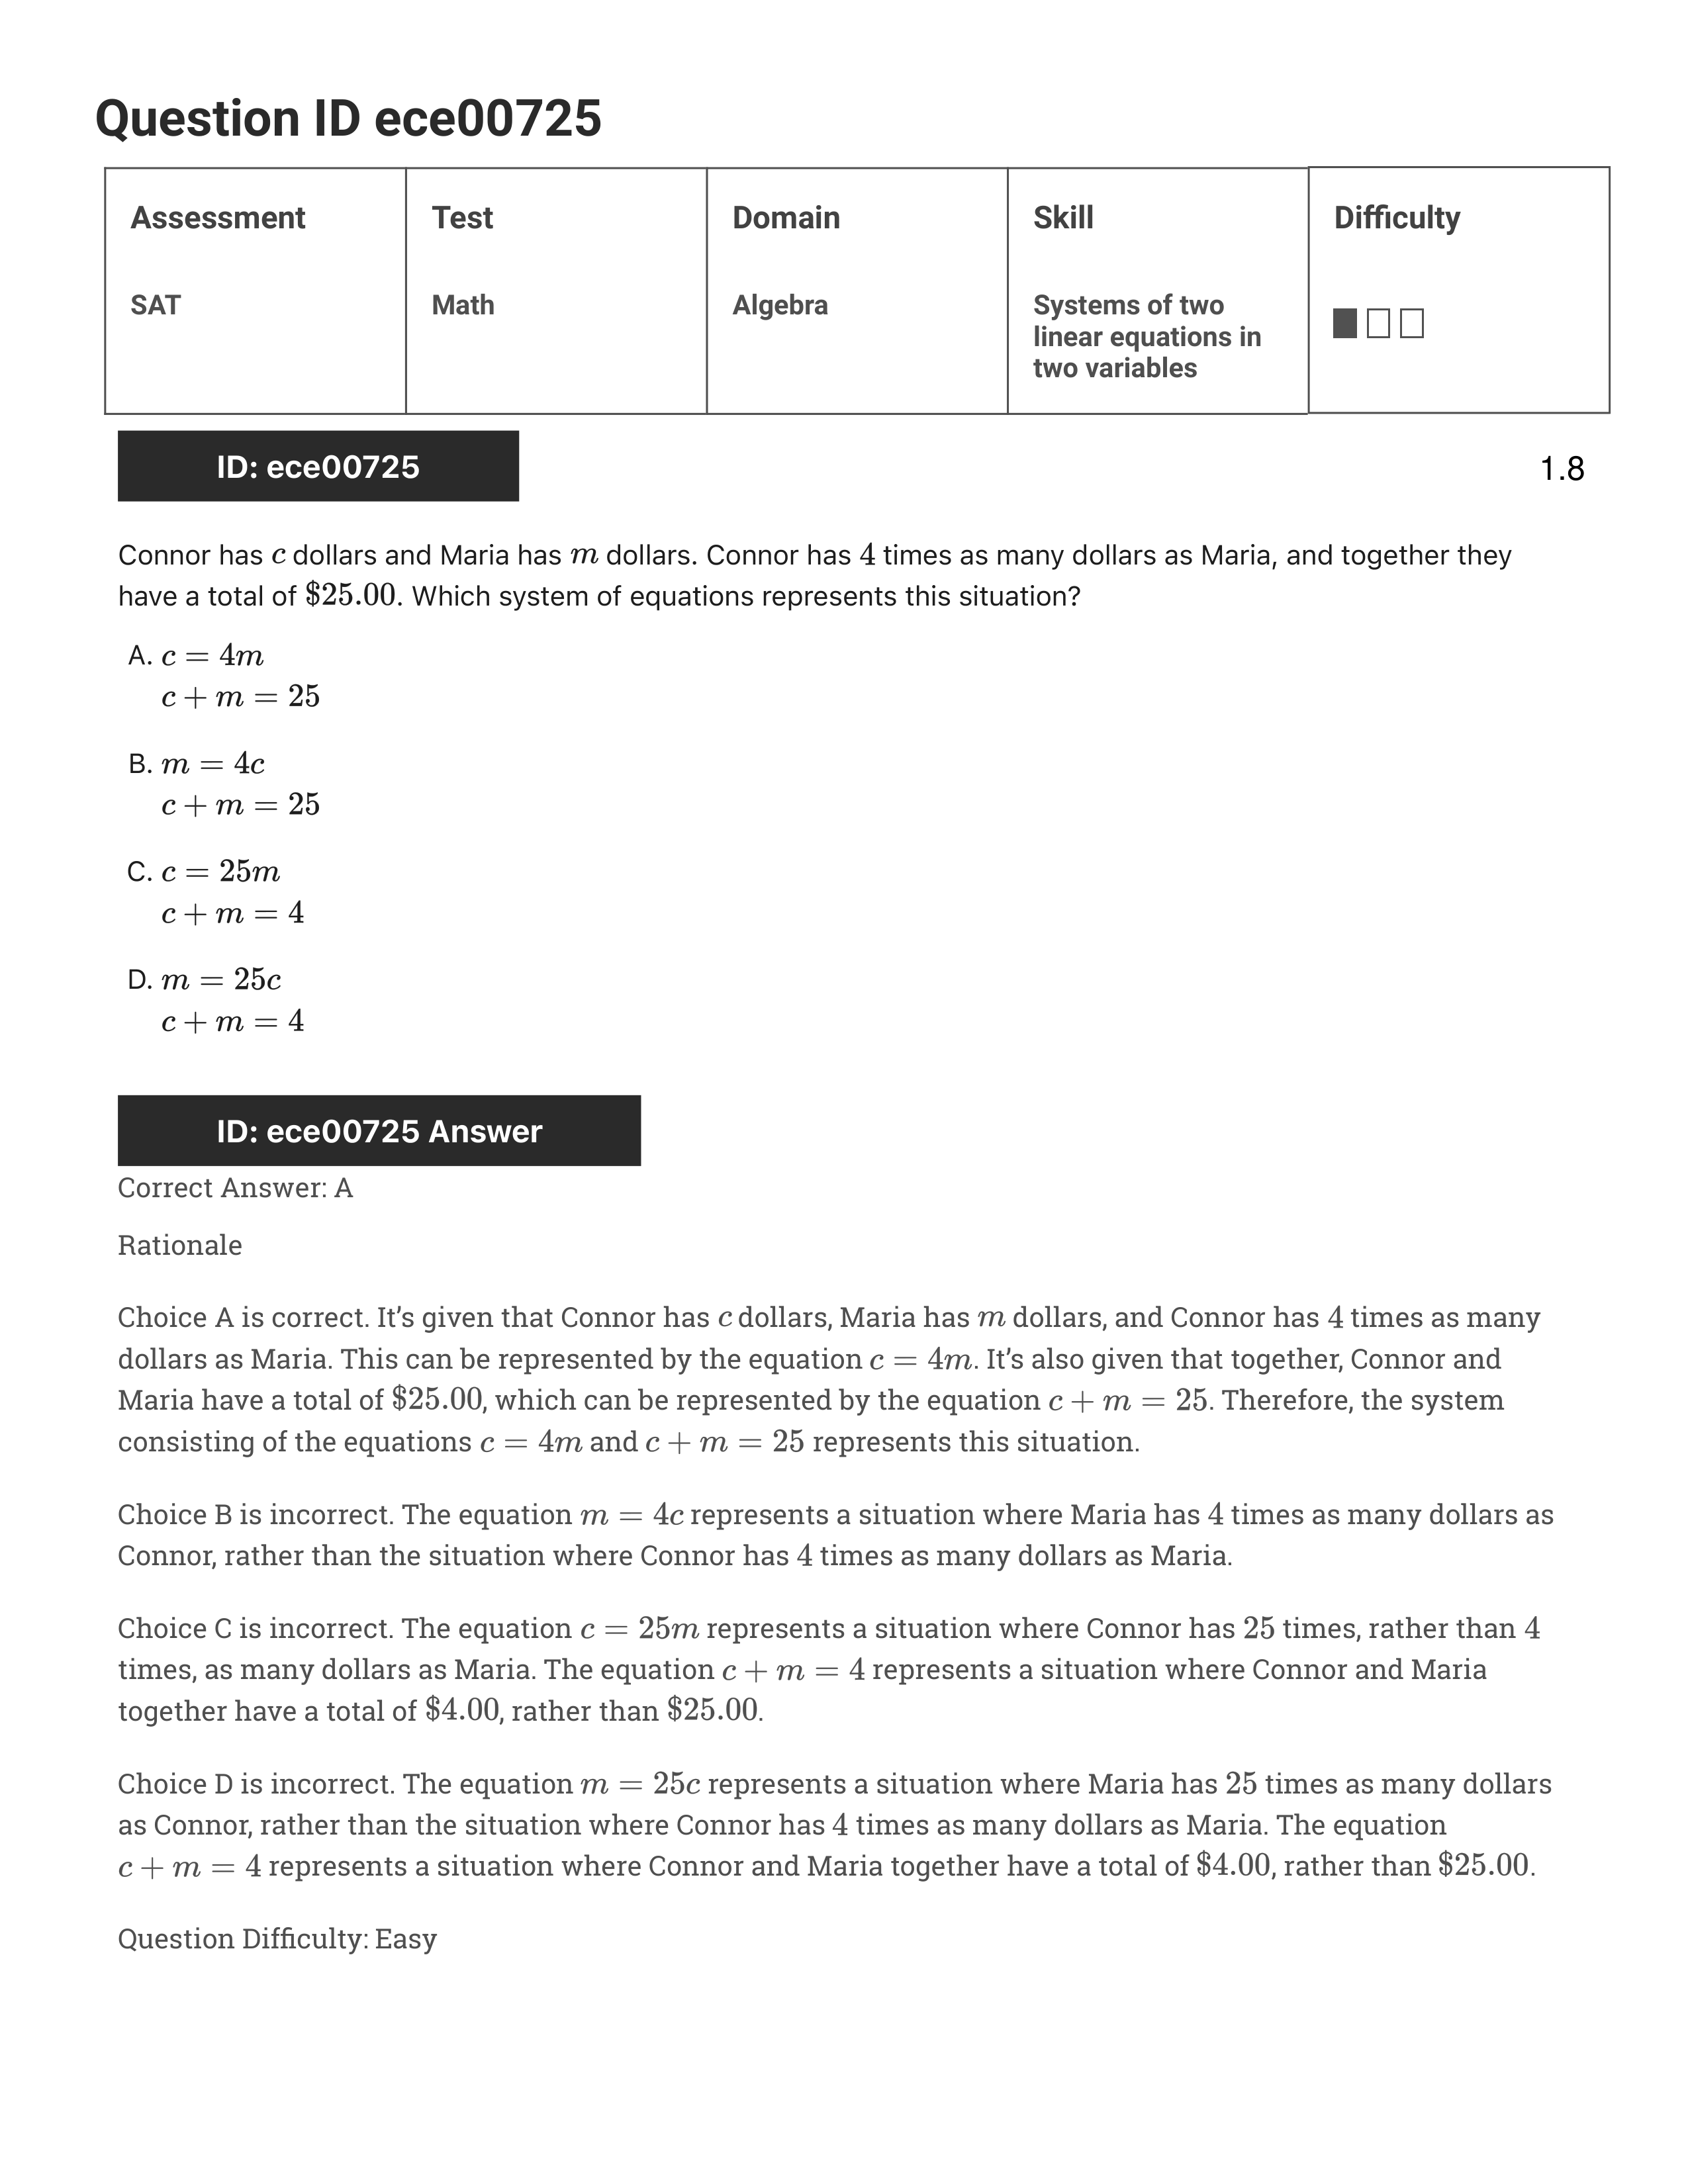 Question ID ece00725
Assessment
Test
Domain
Skill
Difficulty
SAT
Math
Algebra
Systems of two
linear equations in
two variables
ID: ece00725
1.8
Connor has c dollars and Maria has m dollars. Connor has 4 times as many dollars as Maria, and together they
have a total of $25.00. Which system of equations represents this situation?
A. c = 4m
c + m = 25
B. m = 4c
c + m = 25
C. c = 25m
c + m = 4
D. m = 25c
c + m = 4
ID: ece00725 Answer
Correct Answer: A
Rationale
Choice A is correct. It’s given that Connor has c dollars, Maria has m dollars, and Connor has 4 times as many
dollars as Maria. This can be represented by the equation c = 4m. It’s also given that together, Connor and
Maria have a total of $25.00, which can be represented by the equation c + m = 25. Therefore, the system
consisting of the equations c = 4m and c + m = 25 represents this situation.
Choice B is incorrect. The equation m = 4c represents a situation where Maria has 4 times as many dollars as
Connor, rather than the situation where Connor has 4 times as many dollars as Maria.
Choice C is incorrect. The equation c = 25m represents a situation where Connor has 25 times, rather than 4
times, as many dollars as Maria. The equation c + m = 4 represents a situation where Connor and Maria
together have a total of $4.00, rather than $25.00.
Choice D is incorrect. The equation m = 25c represents a situation where Maria has 25 times as many dollars
as Connor, rather than the situation where Connor has 4 times as many dollars as Maria. The equation
c + m = 4 represents a situation where Connor and Maria together have a total of $4.00, rather than $25.00.
Question Difficulty: Easy